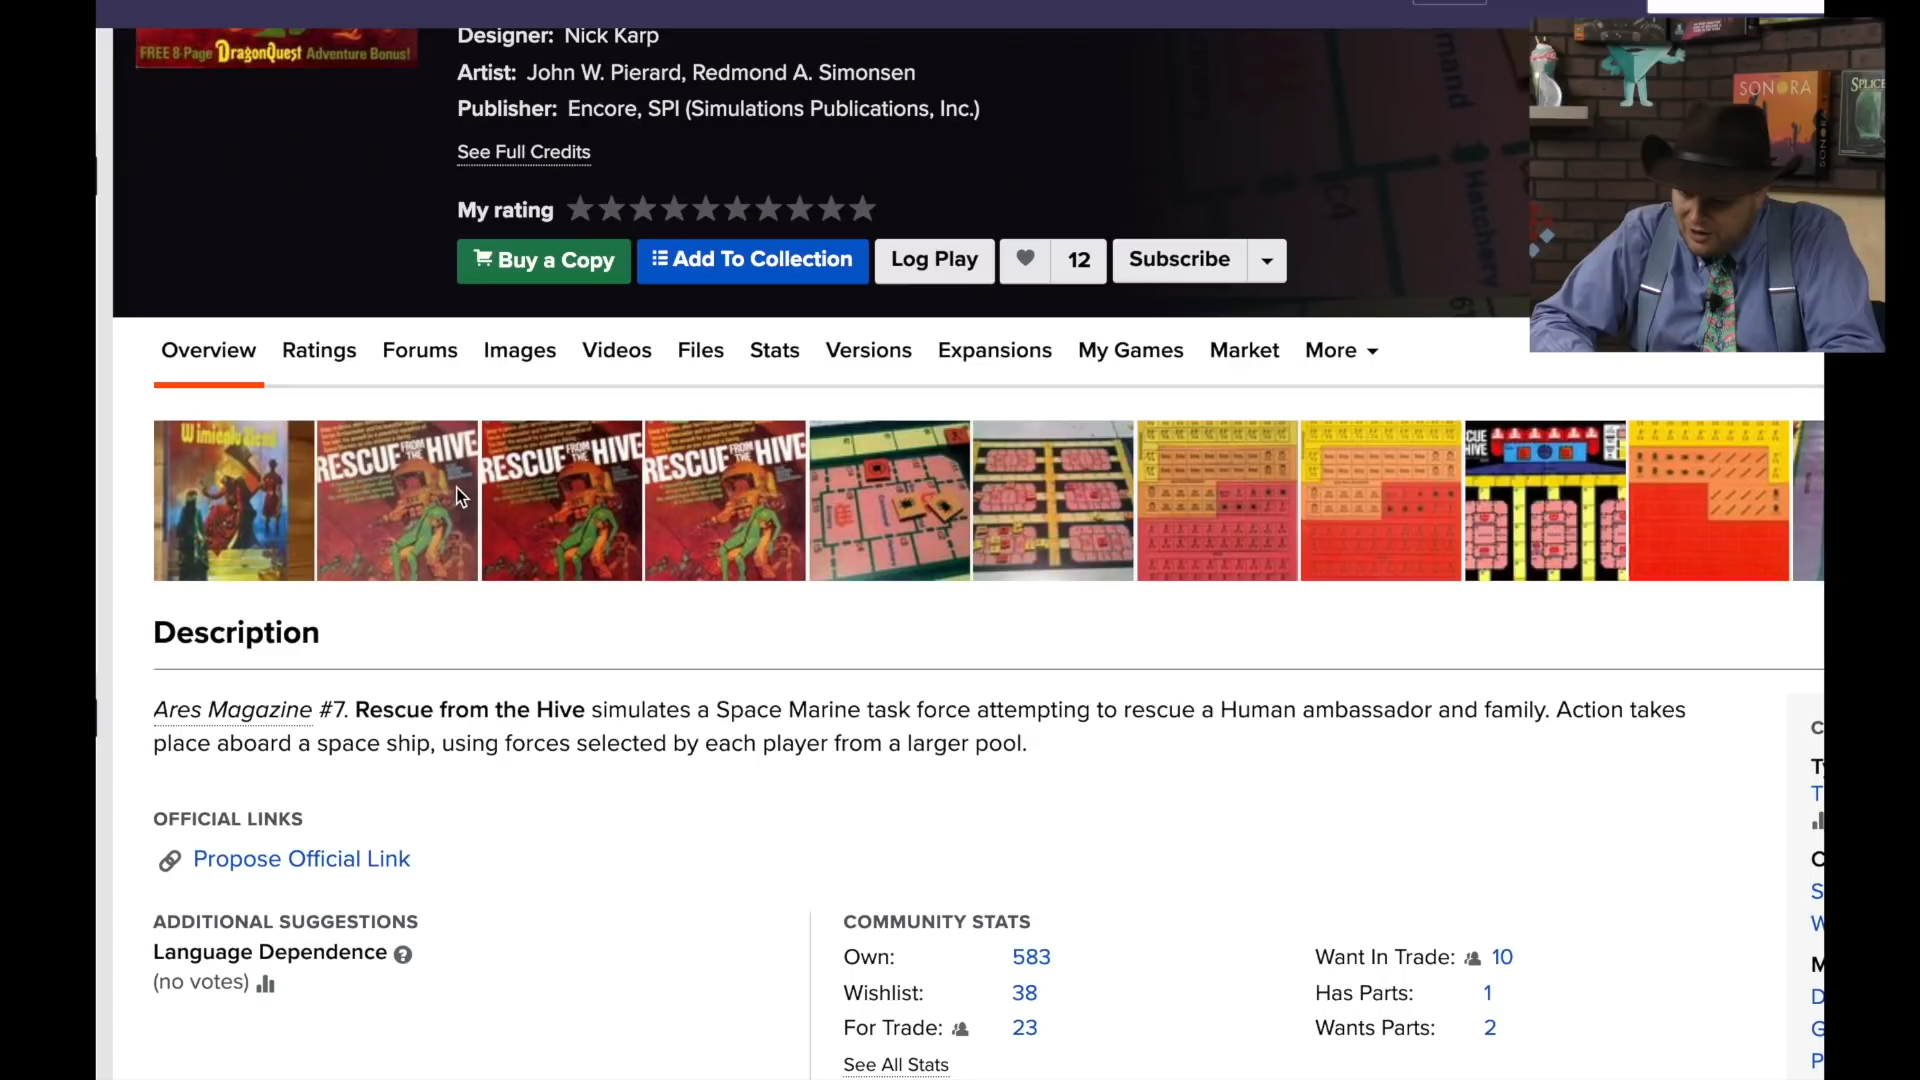 FREE 8-Page DragonQuest Adventure Bonus!
Designer: Nick Karp
Artist: John W. Pierard, Redmond A. Simonsen
Publisher: Encore, SPI (Simulations Publications, Inc.)
See Full Credits
My rating
Buy a Copy
Add To Collection
Log Play
12
Subscribe
mand
Hatchery
SONORA
SONORA
SPLICE
Overview
Ratings
Forums
Images
Videos
Files
Stats
Versions
Expansions
My Games
Market
More
RESCUE FROM THE HIVE
RESCUE FROM THE HIVE
RESCUE FROM THE HIVE
CUE
HIVE
Description
Ares Magazine #7. Rescue from the Hive simulates a Space Marine task force attempting to rescue a Human ambassador and family. Action takes
place aboard a space ship, using forces selected by each player from a larger pool.
OFFICIAL LINKS
Propose Official Link
ADDITIONAL SUGGESTIONS
Language Dependence ?
(no votes)
COMMUNITY STATS
Own: 583
Wishlist: 38
For Trade: 23
See All Stats
Want In Trade: 10
Has Parts: 1
Wants Parts: 2